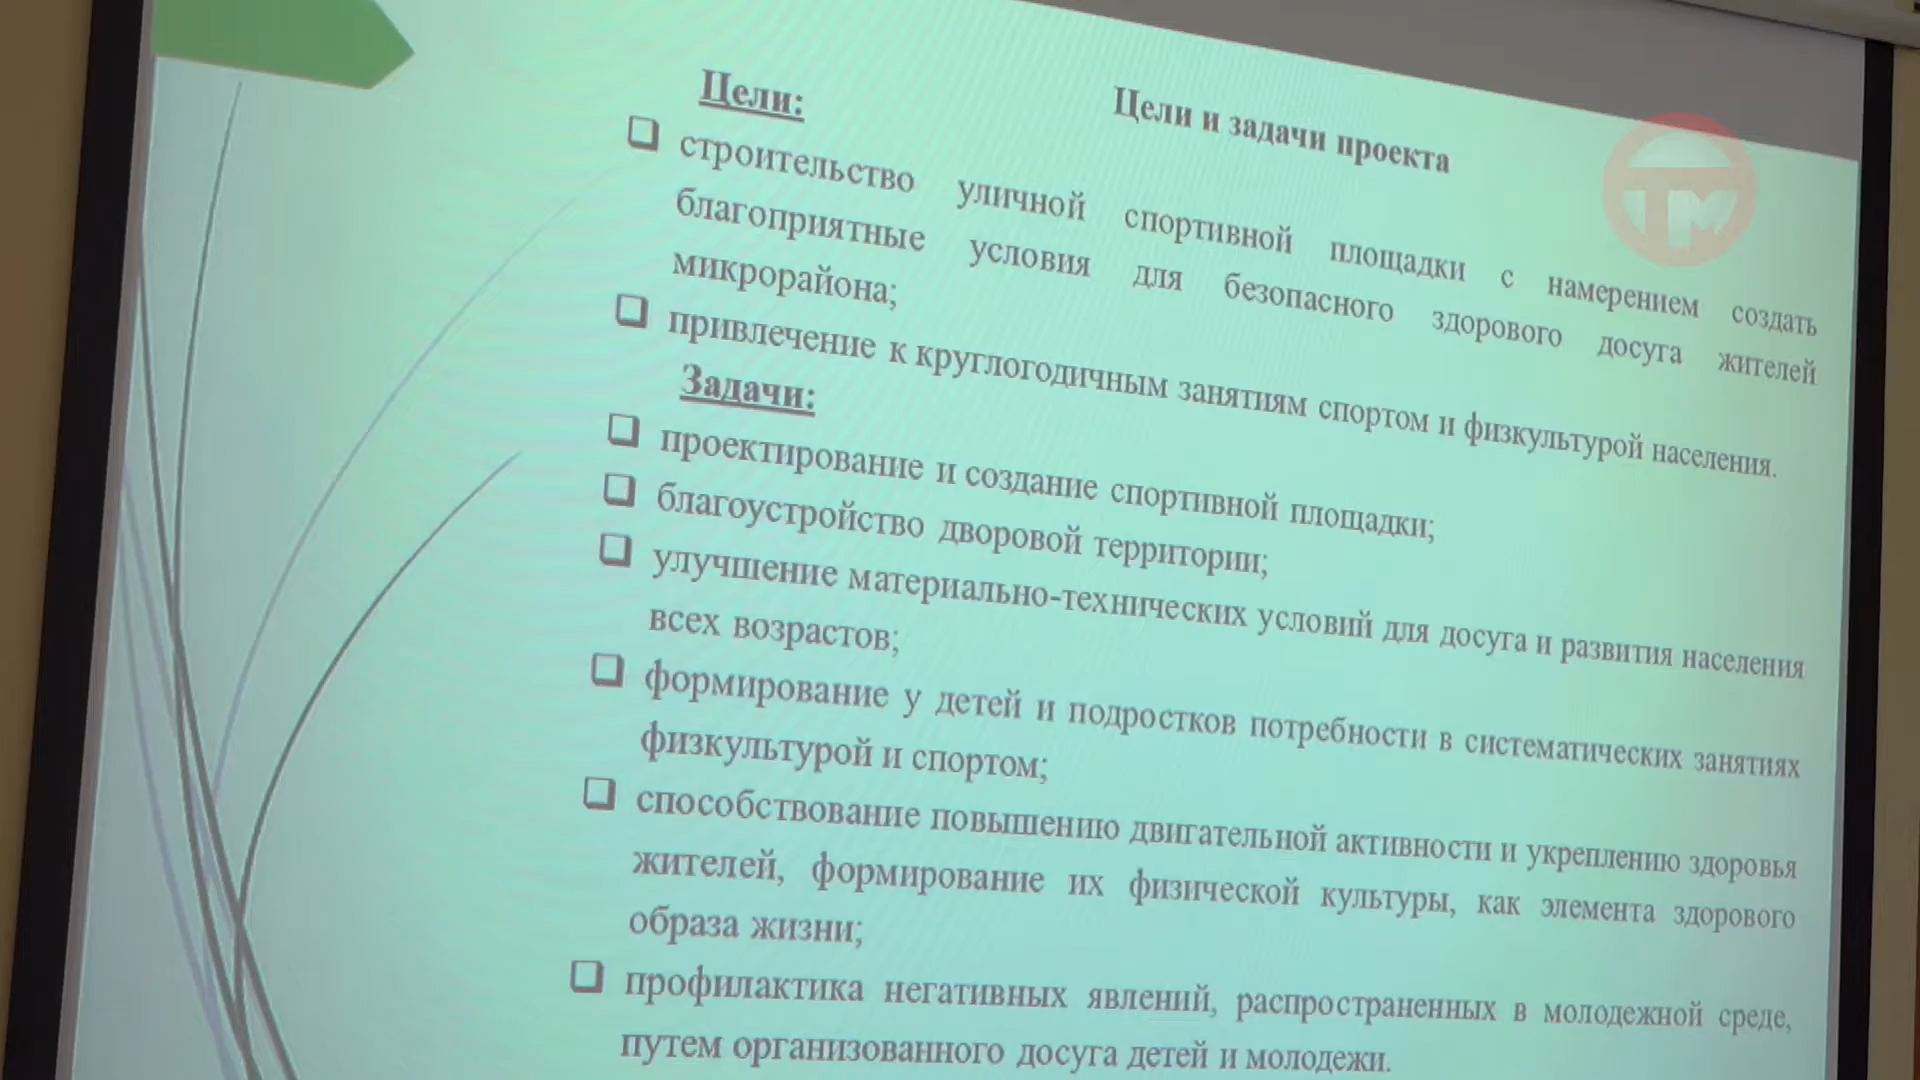 Цели и задачи проекта
Цели:
❑ строительство уличной спортивной площадки с намерением создать
благоприятные условия для безопасного здорового досуга жителей
микрорайона;
❑ привлечение к круглогодичным занятиям спортом и физкультурой населения.
Задачи:
❑ проектирование и создание спортивной площадки;
❑ благоустройство дворовой территории;
❑ улучшение материально-технических условий для досуга и развития населения
всех возрастов;
❑ формирование у детей и подростков потребности в систематических занятиях
физкультурой и спортом;
❑ способствование повышению двигательной активности и укреплению здоровья
жителей, формирование их физической культуры, как элемента здорового
образа жизни;
❑ профилактика негативных явлений, распространенных в молодежной среде,
путем организованного досуга детей и молодежи.
ТМ